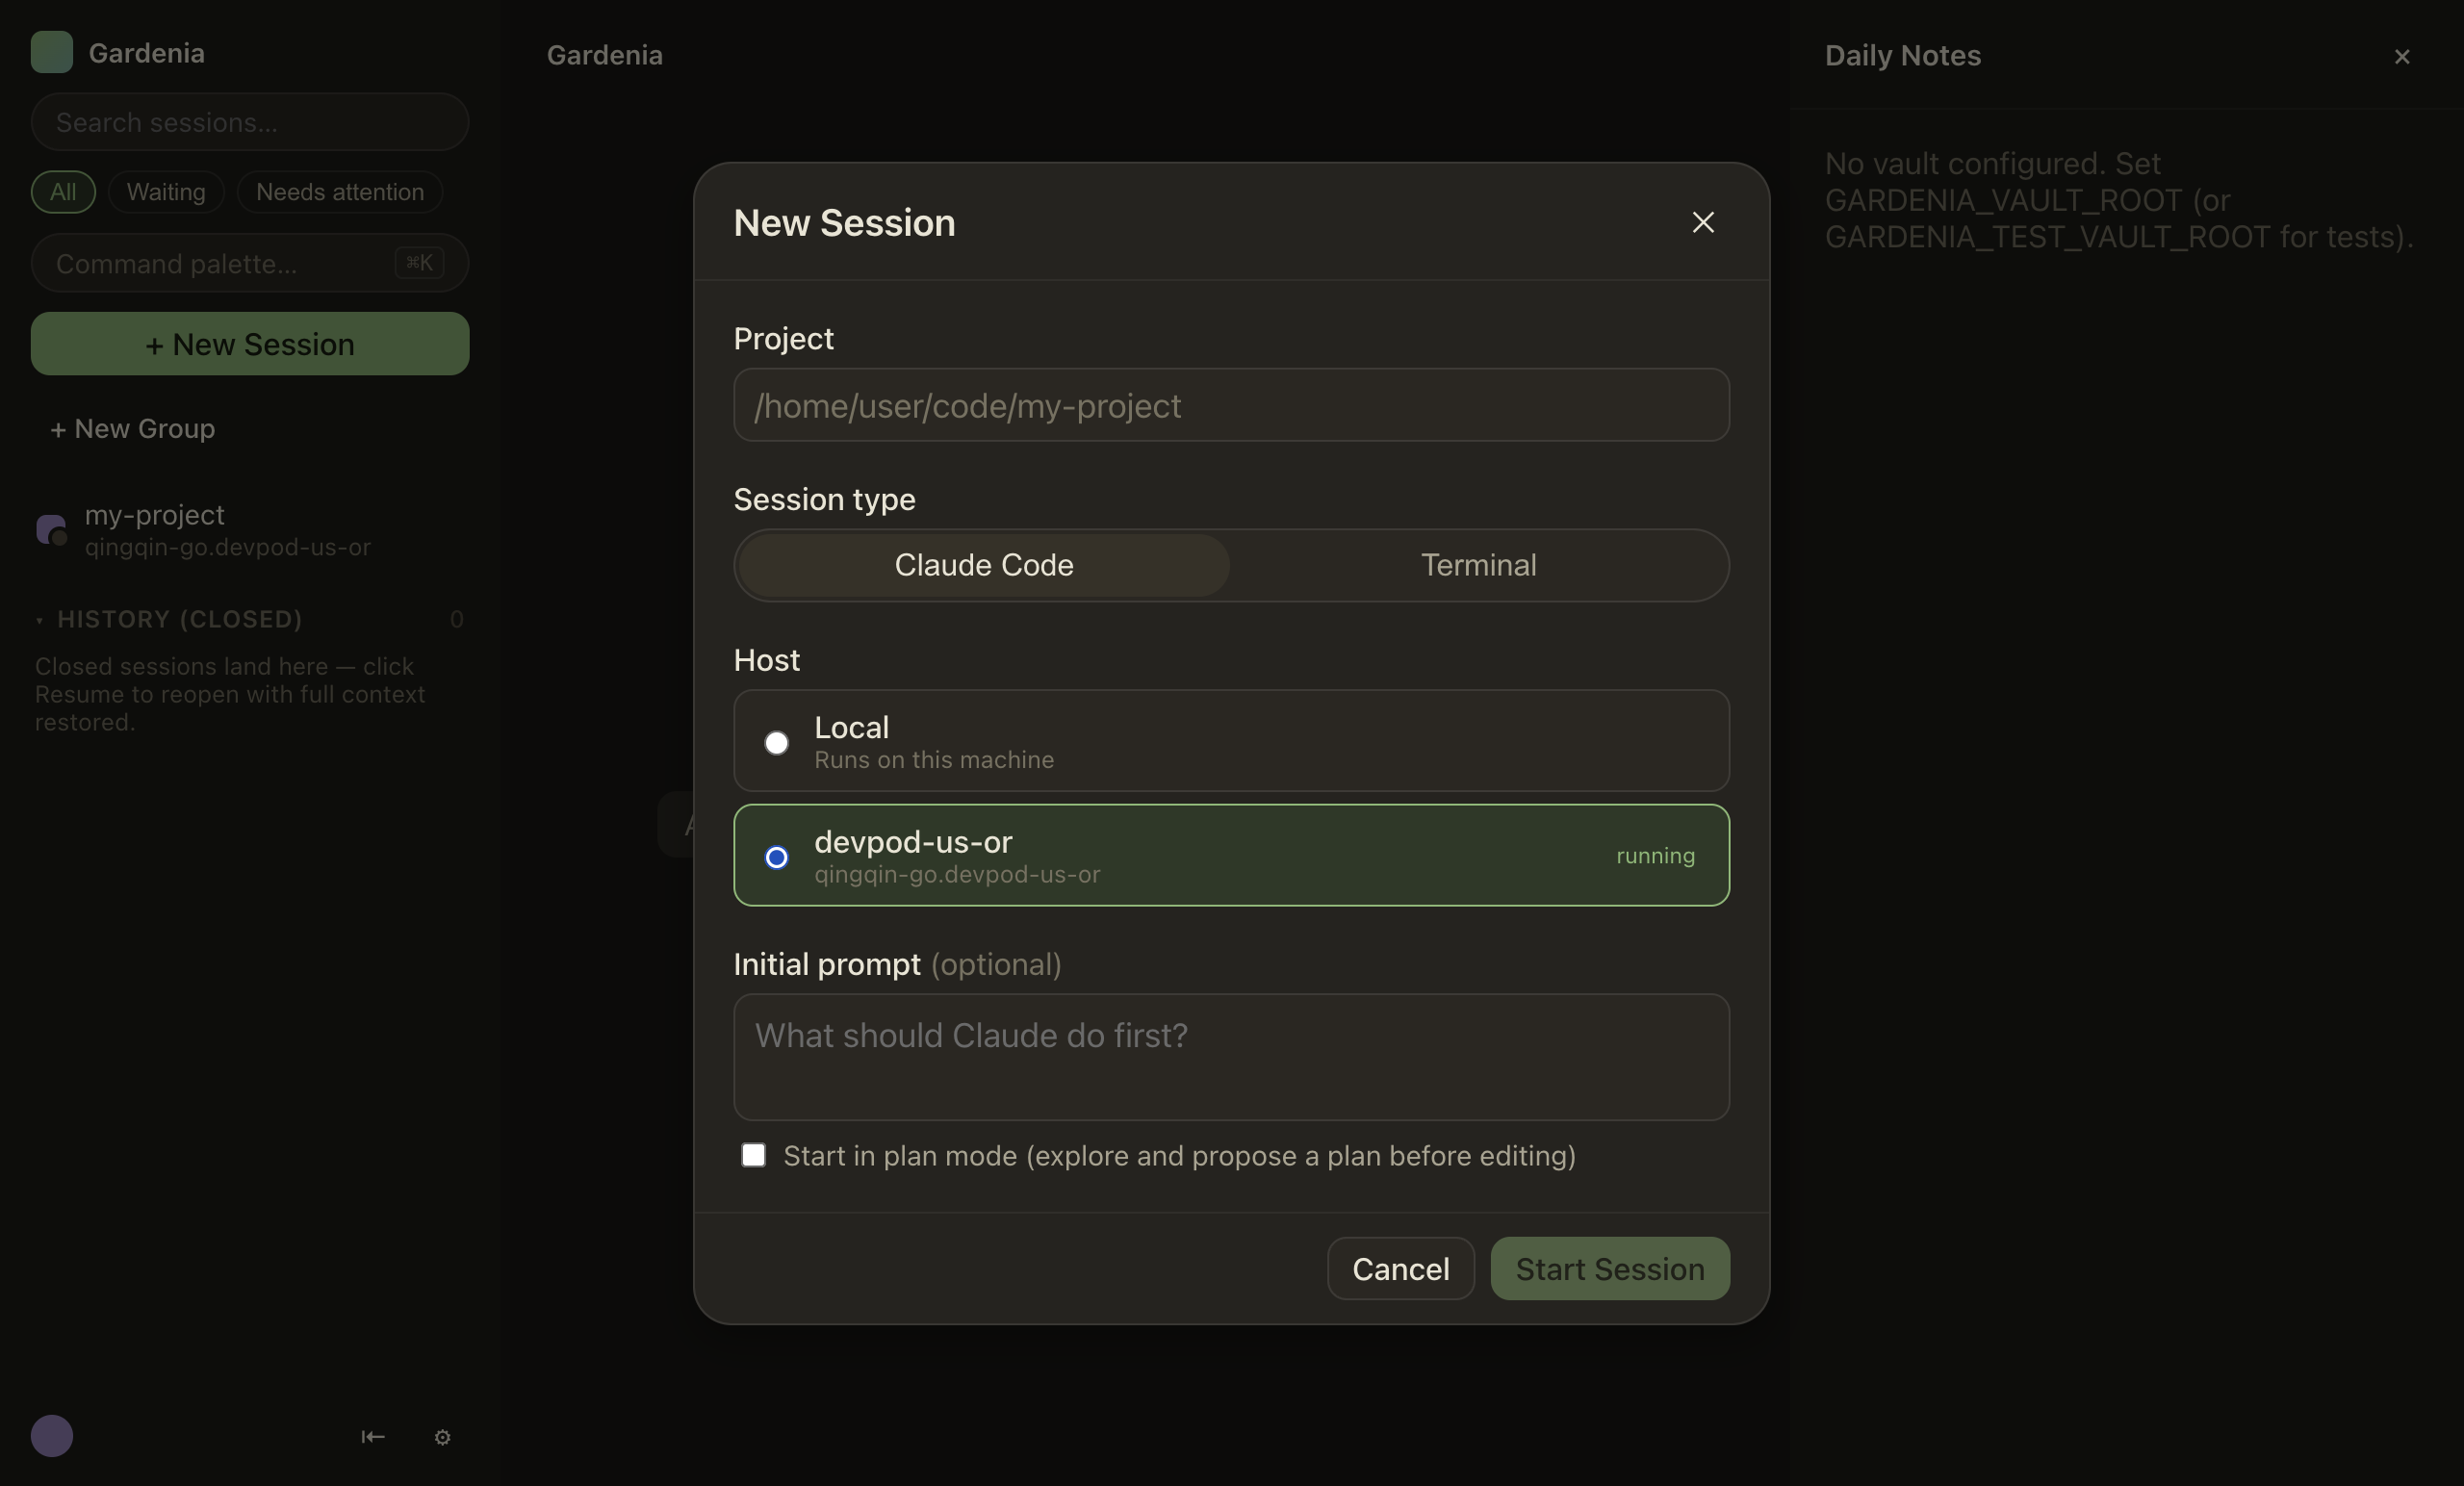 Gardenia
Search sessions...
All
Waiting
Needs attention
Command palette...
⌘K
+ New Session
+ New Group
my-project
qingqin-go.devpod-us-or
▾ HISTORY (CLOSED)
0
Closed sessions land here — click
Resume to reopen with full context
restored.
Gardenia
New Session
Project
/home/user/code/my-project
Session type
Claude Code
Terminal
Host
Local
Runs on this machine
devpod-us-or
qingqin-go.devpod-us-or
running
Initial prompt (optional)
What should Claude do first?
Start in plan mode (explore and propose a plan before editing)
Cancel
Start Session
Daily Notes
No vault configured. Set
GARDENIA_VAULT_ROOT (or
GARDENIA_TEST_VAULT_ROOT for tests).